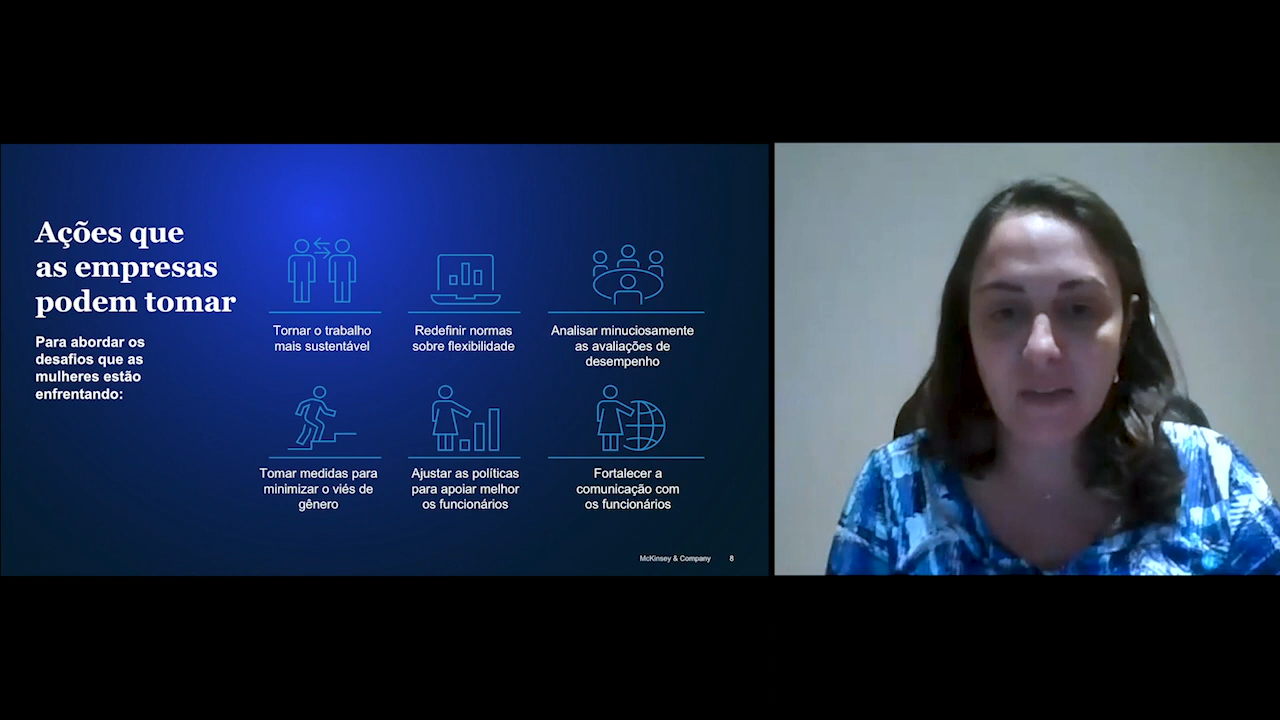 Ações que
as empresas
podem tomar
Para abordar os
desafios que as
mulheres estão
enfrentando:
Tornar o trabalho
mais sustentável
Redefinir normas
sobre flexibilidade
Analisar minuciosamente
as avaliações de
desempenho
Tomar medidas para
minimizar o viés de
gênero
Ajustar as políticas
para apoiar melhor
os funcionários
Fortalecer a
comunicação com
os funcionários
McKinsey & Company 8